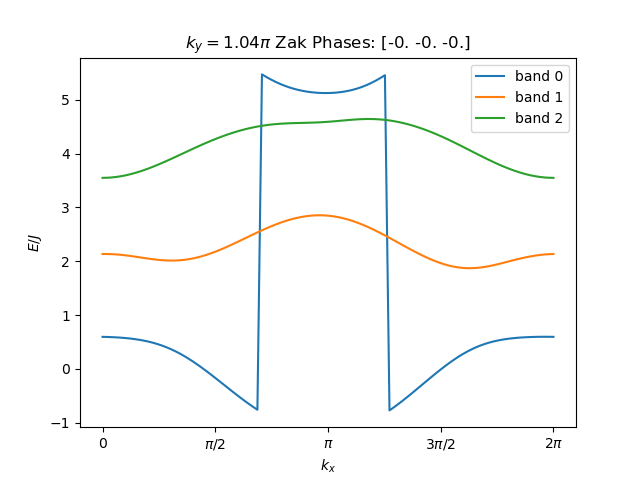 $k_y = 1.04\pi$ Zak Phases: [-0. -0. -0.]
band 0
band 1
band 2
E/J
5
4
3
2
1
0
−1
0
π/2
π
3π/2
2π
$k_x$